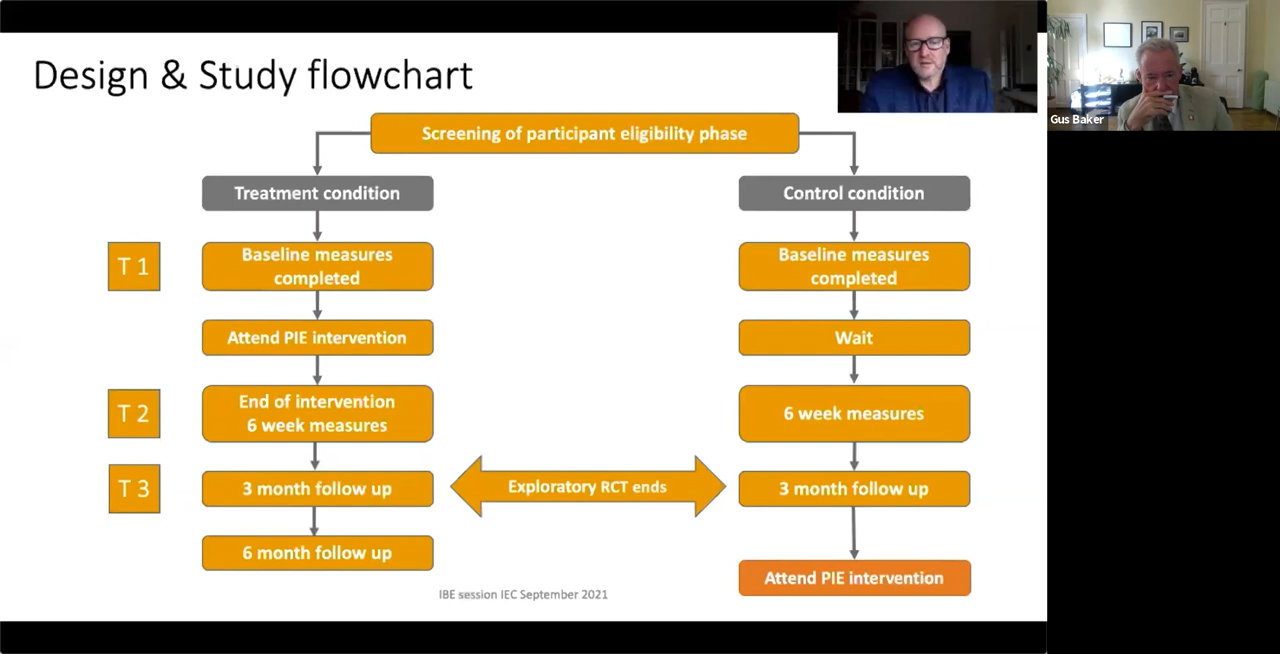 Design & Study flowchart
Gus Baker
Screening of participant eligibility phase
Treatment condition
Control condition
T 1
Baseline measures
completed
Baseline measures
completed
Attend PIE intervention
Wait
T 2
End of intervention
6 week measures
6 week measures
T 3
3 month follow up
Exploratory RCT ends
3 month follow up
6 month follow up
Attend PIE intervention
IBE session IEC September 2021